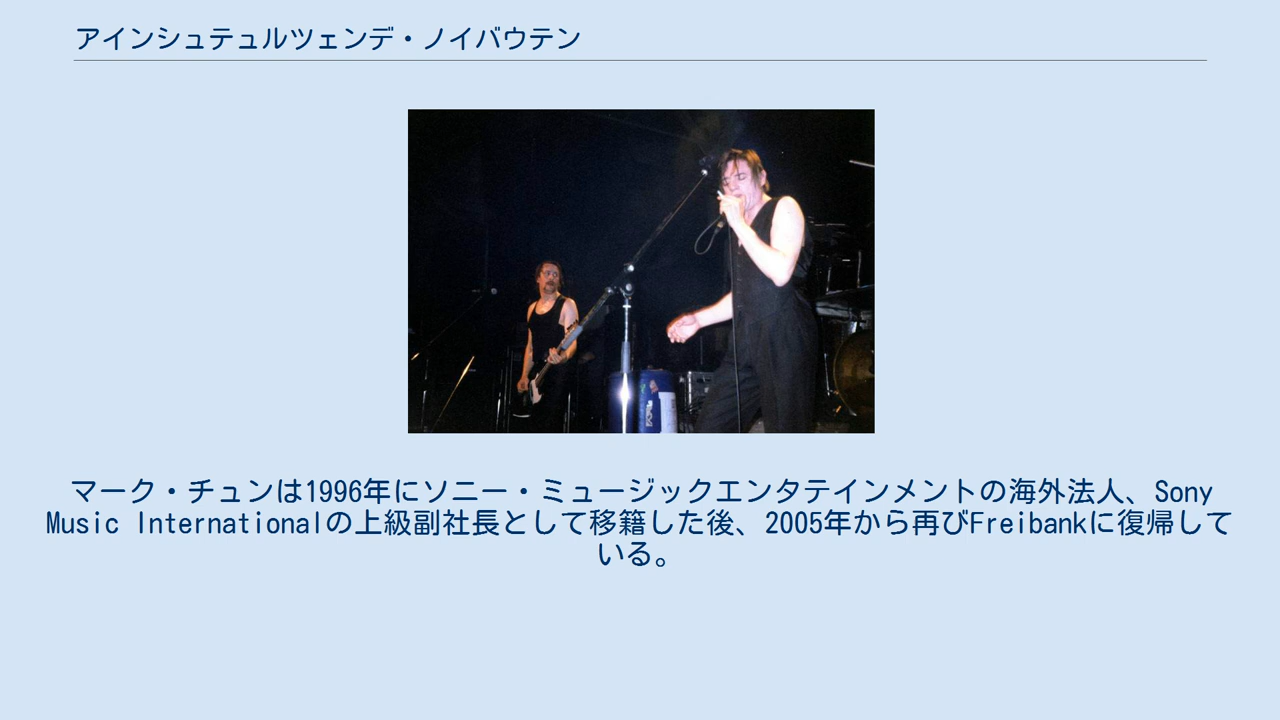 アインシュテュルツェンデ・ノイバウテン
マーク・チュンは1996年にソニー・ミュージックエンタテインメントの海外法人、Sony
Music Internationalの上級副社長として移籍した後、2005年から再びFreibankに復帰して
いる。